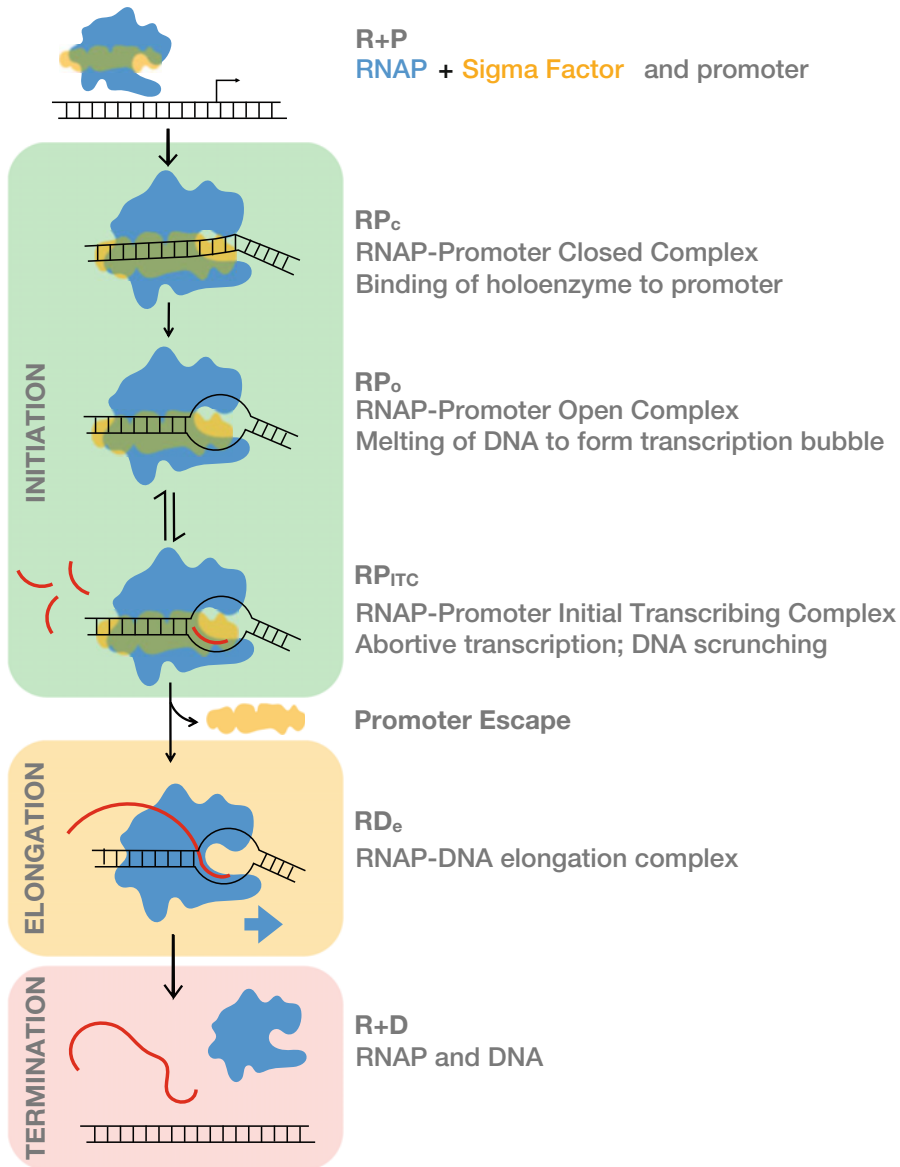 R+P
RNAP + Sigma Factor and promoter
INITIATION
RPc
RNAP-Promoter Closed Complex
Binding of holoenzyme to promoter
RPo
RNAP-Promoter Open Complex
Melting of DNA to form transcription bubble
RPITC
RNAP-Promoter Initial Transcribing Complex
Abortive transcription; DNA scrunching
Promoter Escape
ELONGATION
RDe
RNAP-DNA elongation complex
TERMINATION
R+D
RNAP and DNA